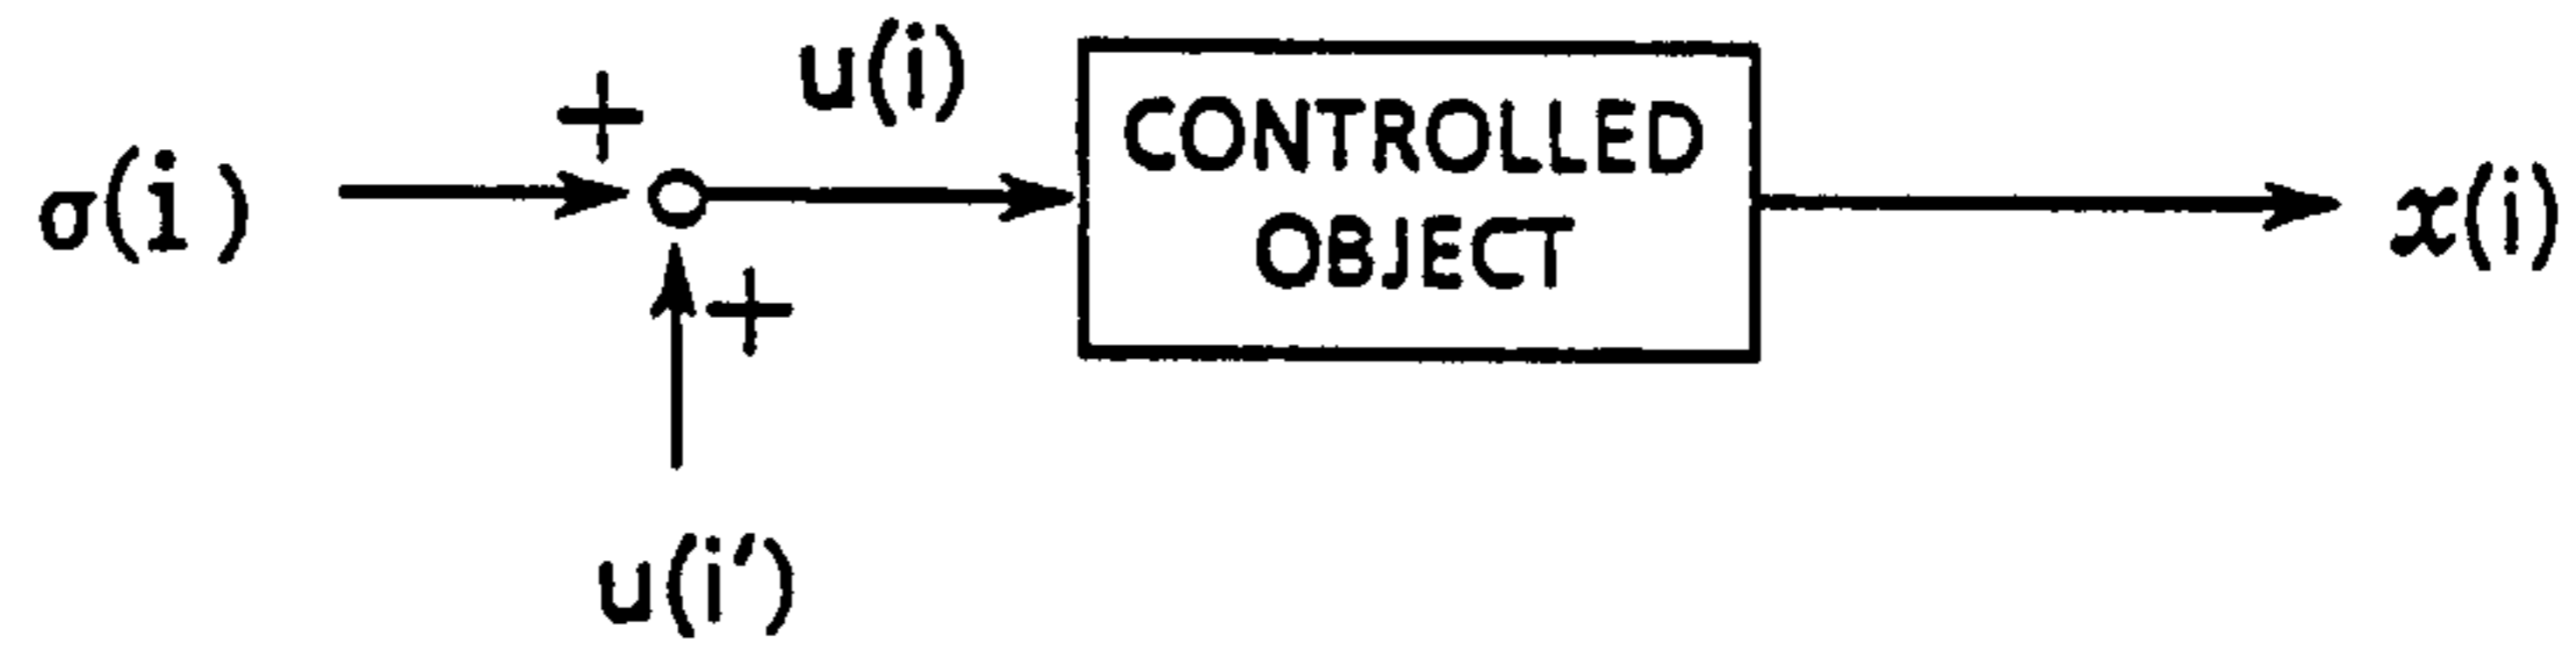 σ(i)
+
u(i)
CONTROLLED
OBJECT
x(i)
+
u(i′)